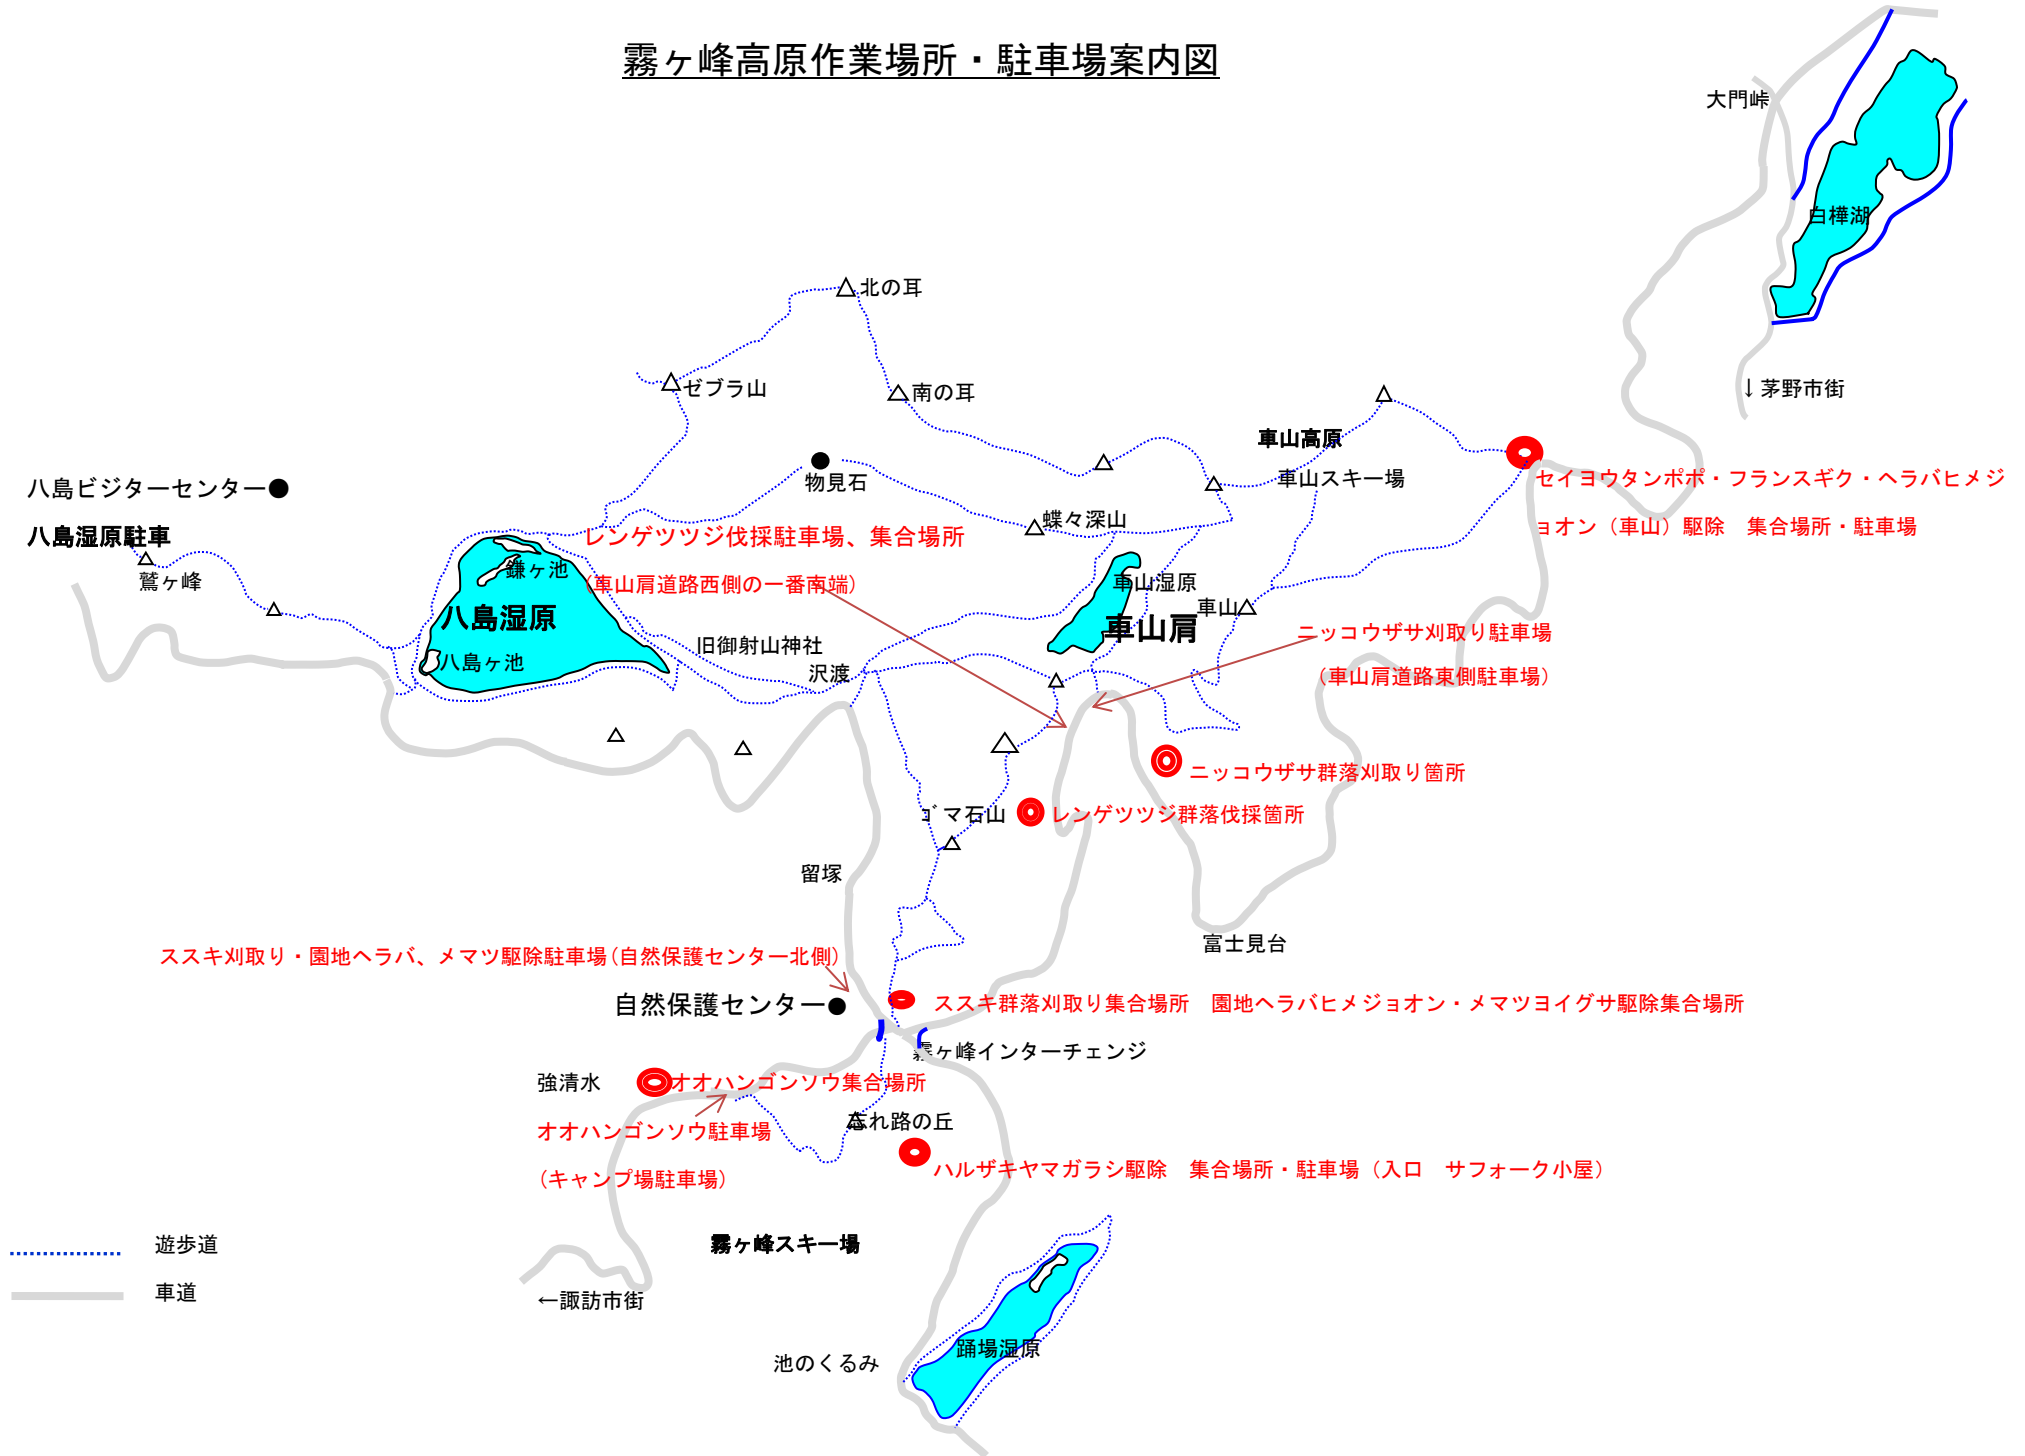 霧ヶ峰高原作業場所・駐車場案内図
大門峠
白樺湖
北の耳
ゼブラ山
南の耳
↓茅野市街
車山高原
八島ビジターセンター●
物見石
車山スキー場
セイヨウタンポポ・フランスギク・ヘラバヒメジ
ョオン（車山）駆除　集合場所・駐車場
八島湿原駐車
蝶々深山
レンゲツツジ伐採駐車場、集合場所
（車山肩道路西側の一番南端）
鷲ヶ峰
鎌ヶ池
八島湿原
八島ヶ池
車山湿原
車山
車山肩
旧御射山神社
沢渡
ニッコウザサ刈取り駐車場
（車山肩道路東側駐車場）
ニッコウザサ群落刈取り箇所
ゴマ石山
レンゲツツジ群落伐採箇所
留塚
富士見台
ススキ刈取り・園地ヘラバ、メマツ駆除駐車場(自然保護センター北側)
自然保護センター●
ススキ群落刈取り集合場所　園地ヘラバヒメジョオン・メマツヨイグサ駆除集合場所
霧ヶ峰インターチェンジ
強清水
オオハンゴンソウ集合場所
オオハンゴンソウ駐車場
（キャンプ場駐車場）
忘れ路の丘
ハルザキヤマガラシ駆除　集合場所・駐車場（入口　サフォーク小屋）
遊歩道
車道
霧ヶ峰スキー場
←諏訪市街
池のくるみ
踊場湿原